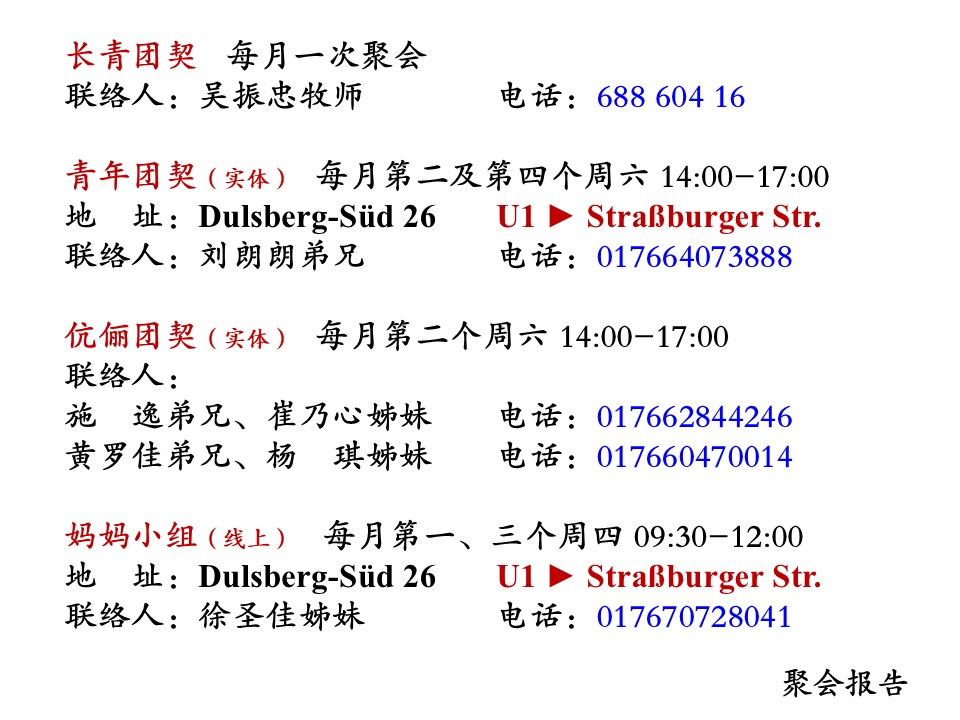 长青团契 每月一次聚会
联络人：吴振忠牧师 电话：688 604 16
青年团契（实体） 每月第二及第四个周六 14:00-17:00
地 址：Dulsberg-Süd 26 U1 ► Straßburger Str.
联络人：刘朗朗弟兄 电话：017664073888
伉俪团契（实体） 每月第二个周六 14:00-17:00
联络人：
施 逸弟兄、崔乃心姊妹 电话：017662844246
黄罗佳弟兄、杨 琪姊妹 电话：017660470014
妈妈小组（线上） 每月第一、三个周四 09:30-12:00
地 址：Dulsberg-Süd 26 U1 ► Straßburger Str.
联络人：徐圣佳姊妹 电话：017670728041
聚会报告